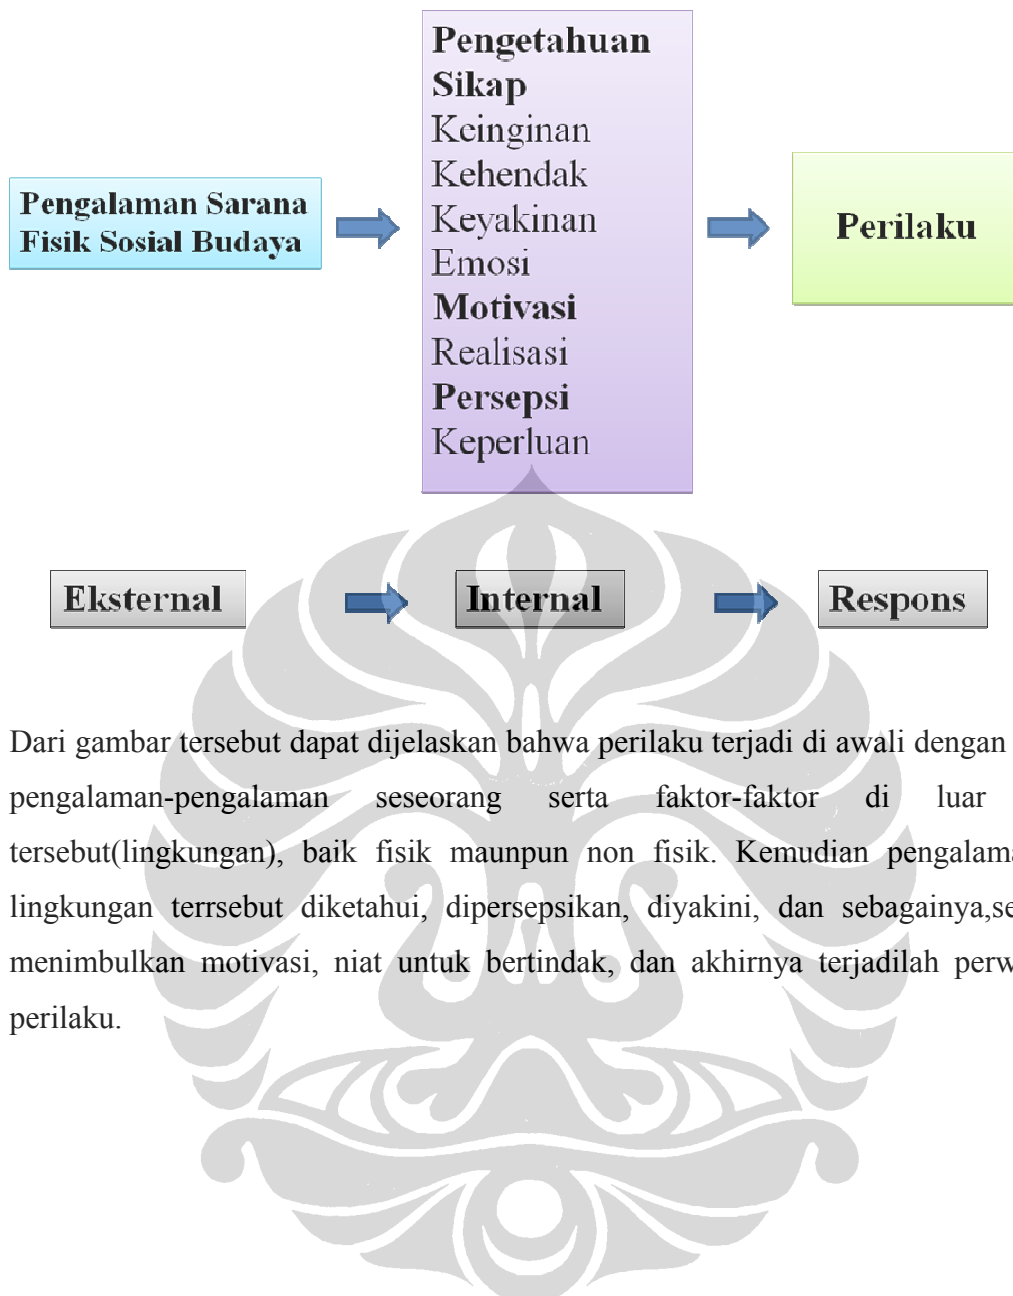 Pengetahuan
Sikap
Keinginan
Kehendak
Keyakinan
Emosi
Motivasi
Realisasi
Persepsi
Keperluan
Pengalaman Sarana
Fisik Sosial Budaya
Perilaku
Eksternal
Internal
Respons
Dari gambar tersebut dapat dijelaskan bahwa perilaku terjadi di awali dengan
pengalaman-pengalaman seseorang serta faktor-faktor di luar
tersebut(lingkungan), baik fisik maunpun non fisik. Kemudian
lingkungan terrsebut diketahui, dipersepsikan, diyakini, dan sebagainya,
menimbulkan motivasi, niat untuk bertindak, dan akhirnya terjadilah
perilaku.